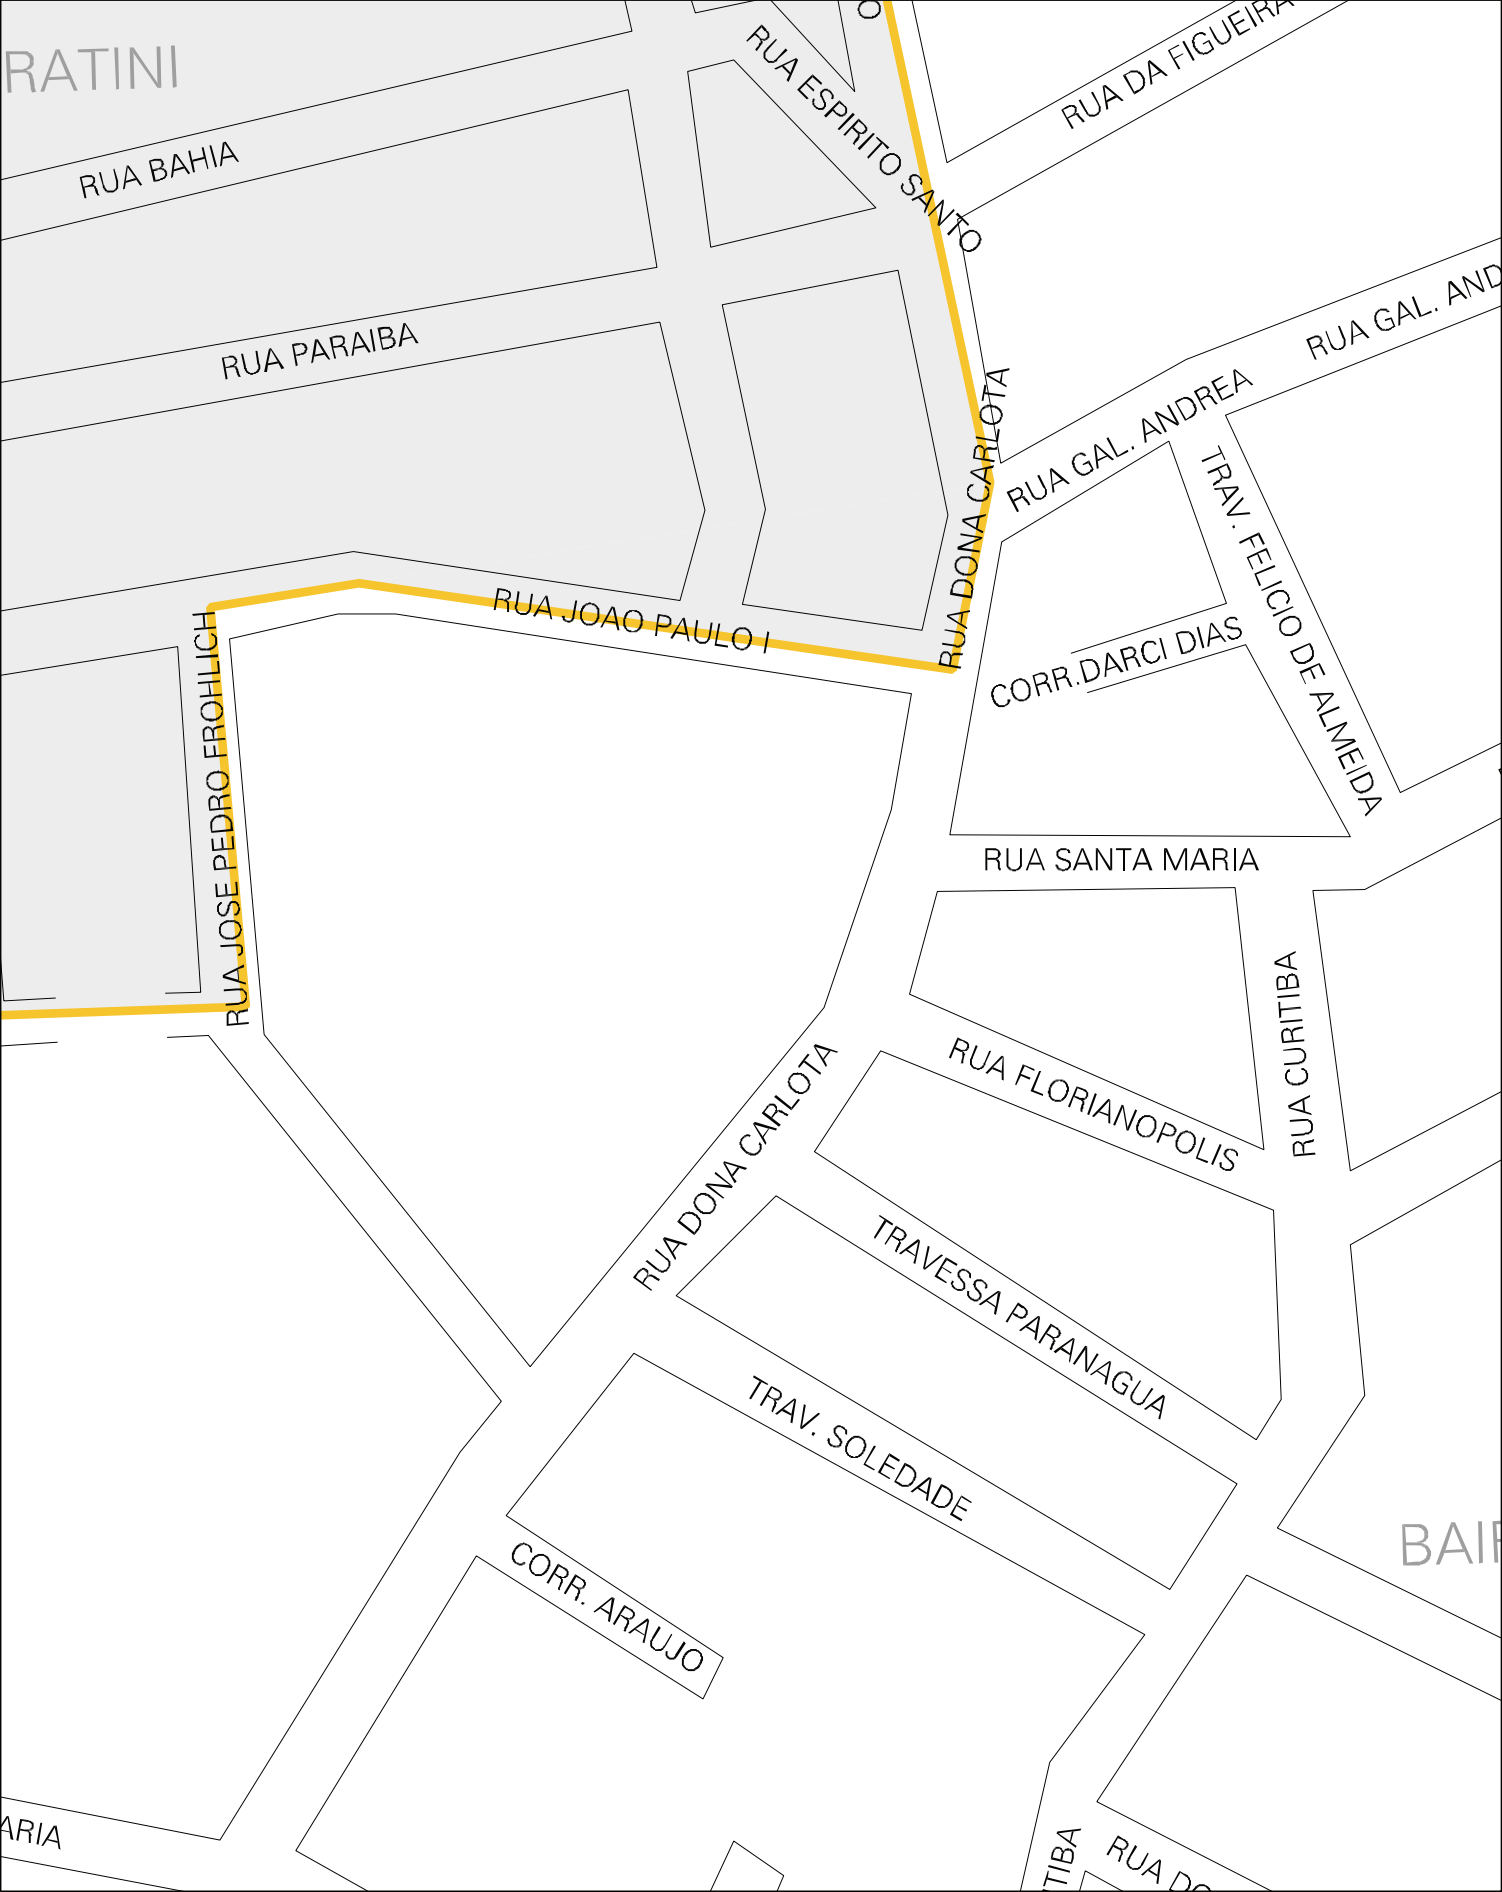 RATINI
RUA ESPIRITO SANTO
RUA DA FIGUEIRA
RUA BAHIA
RUA PARAIBA
RUA GAL. AND
RUA GAL. ANDREA
RUA DONA CARLOTA
TRAV. FELICIO DE ALMEIDA
RUA JOAO PAULO I
CORR.DARCI DIAS
RUA JOSE PEDRO FROHLICH
RUA SANTA MARIA
RUA CURITIBA
RUA FLORIANOPOLIS
RUA DONA CARLOTA
TRAVESSA PARANAGUA
TRAV. SOLEDADE
BAIR
CORR. ARAUJO
ARIA
TIBA
RUA DO